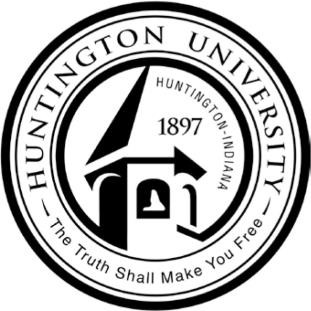 HUNTINGTON UNIVERSITY
HUNTINGTON-INDIANA
1897
— The Truth Shall Make You Free —